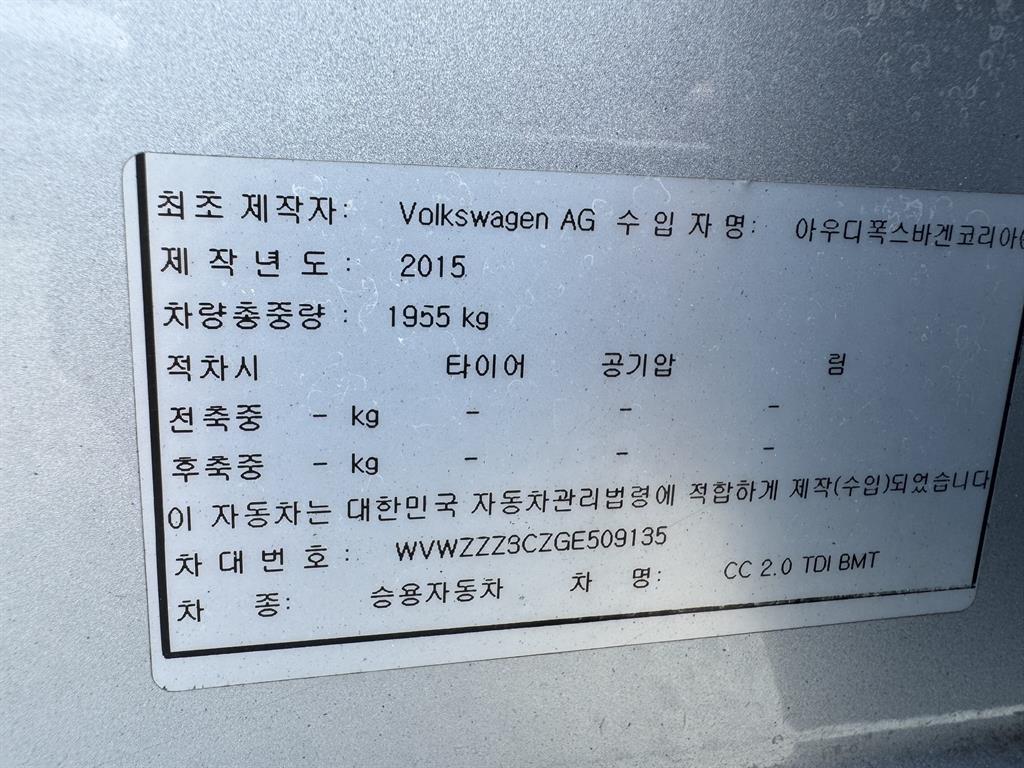 최초 제작자: Volkswagen AG 수 입 자 명: 아우디폭스바겐코리아(
제 작 년 도 : 2015
차량총중량 : 1955 kg
적차시 타이어 공기압 림
전축중 - kg - - -
후축중 - kg - - -
이 자동차는 대한민국 자동차관리법령에 적합하게 제작(수입)되었습니다
차 대 번 호 : WVWZZZ3CZGE509135
차 종: 승용자동차 차 명: CC 2.0 TDI BMT